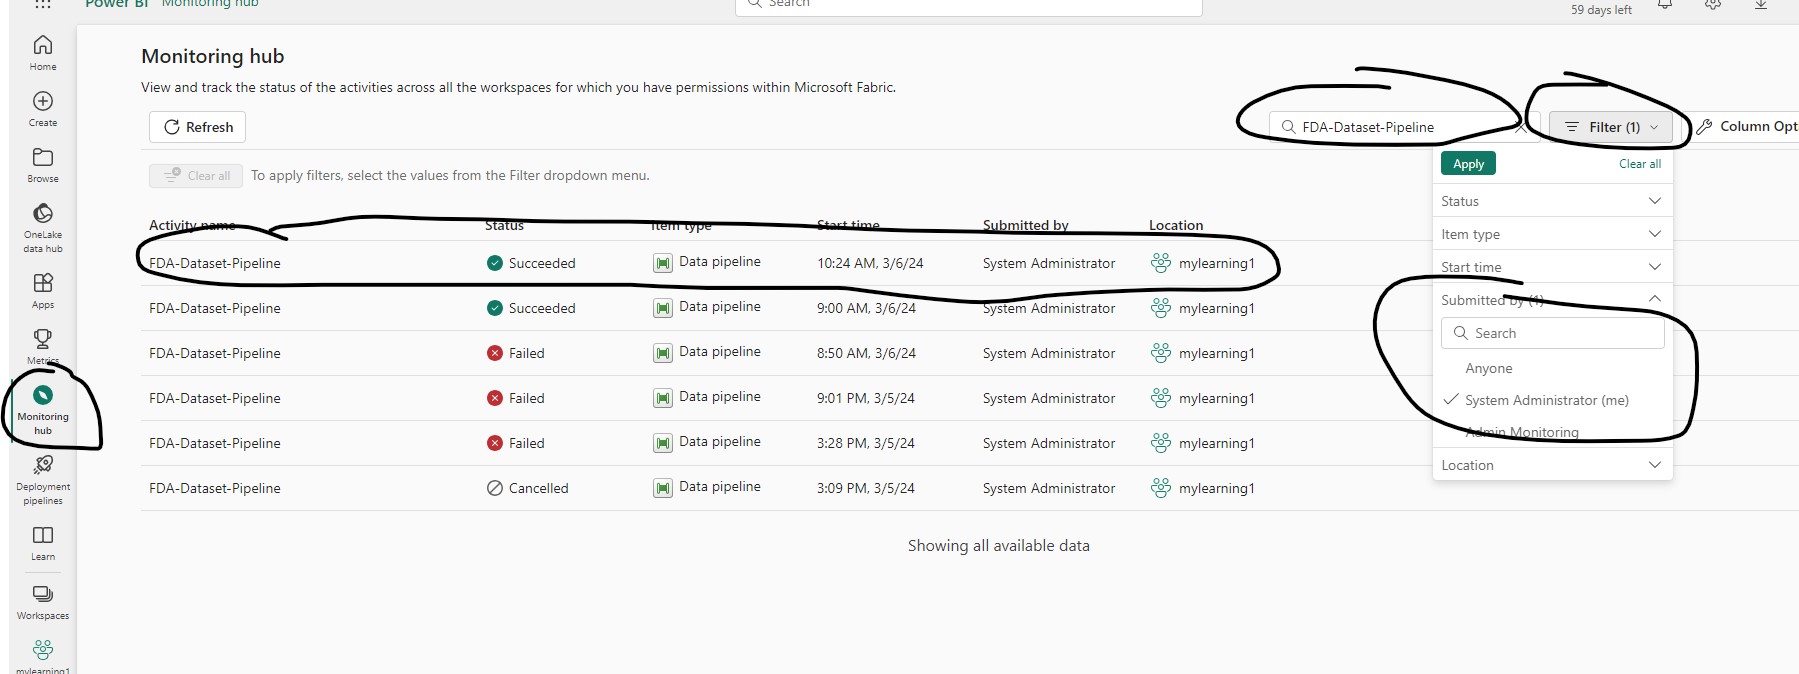 Power BI Monitoring hub
Search
59 days left
Home
Create
Browse
OneLake
data hub
Apps
Metrics
Monitoring
hub
Deployment
pipelines
Learn
Workspaces
mylearning1
Monitoring hub
View and track the status of the activities across all the workspaces for which you have permissions within Microsoft Fabric.
Refresh
FDA-Dataset-Pipeline
Filter (1)
Column Opti
Clear all To apply filters, select the values from the Filter dropdown menu.
Activity name Status Item type Start time Submitted by Location
FDA-Dataset-Pipeline Succeeded Data pipeline 10:24 AM, 3/6/24 System Administrator mylearning1
FDA-Dataset-Pipeline Succeeded Data pipeline 9:00 AM, 3/6/24 System Administrator mylearning1
FDA-Dataset-Pipeline Failed Data pipeline 8:50 AM, 3/6/24 System Administrator mylearning1
FDA-Dataset-Pipeline Failed Data pipeline 9:01 PM, 3/5/24 System Administrator mylearning1
FDA-Dataset-Pipeline Failed Data pipeline 3:28 PM, 3/5/24 System Administrator mylearning1
FDA-Dataset-Pipeline Cancelled Data pipeline 3:09 PM, 3/5/24 System Administrator mylearning1
Showing all available data
Apply Clear all
Status
Item type
Start time
Submitted by (1)
Search
Anyone
System Administrator (me)
Admin Monitoring
Location